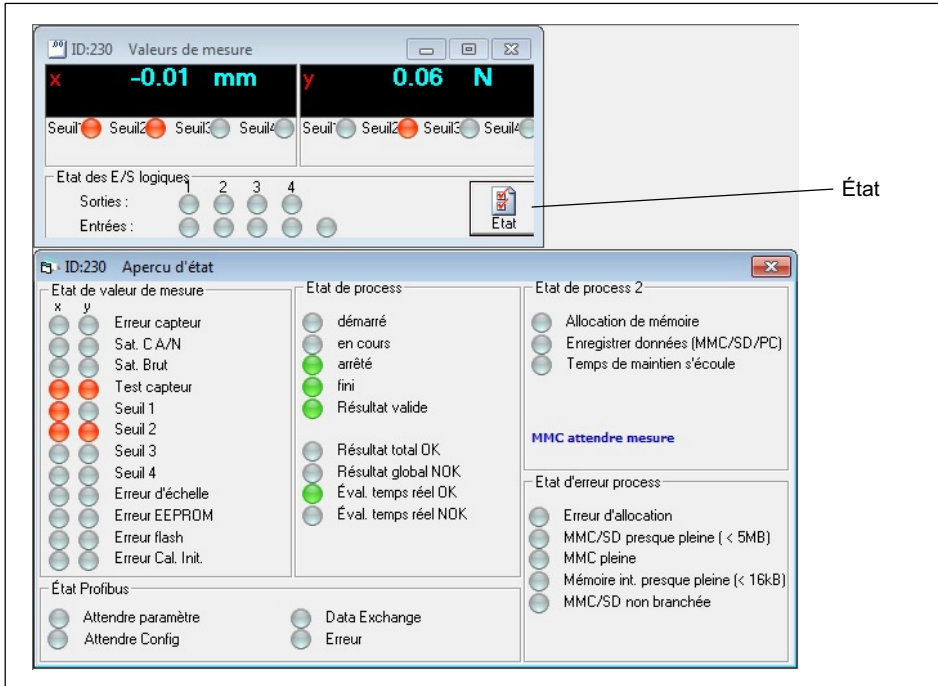 ID:230 Valeurs de mesure
x -0.01 mm y 0.06 N
Seuil Seuil2 Seuil Seuil4 Seuil Seuil2 Seuil Seuil4
Etat des E/S logiques
1 2 3 4
Sorties :
Entrées :
Etat
État
ID:230 Apercu d'état
Etat de valeur de mesure
x y
Erreur capteur
Sat. C A/N
Sat. Brut
Test capteur
Seuil 1
Seuil 2
Seuil 3
Seuil 4
Erreur d'échelle
Erreur EEPROM
Erreur flash
Erreur Cal. Init.
Etat de process
démarré
en cours
arrêté
fini
Résultat valide
Résultat total OK
Résultat global NOK
Éval. temps réel OK
Éval. temps réel NOK
Etat de process 2
Allocation de mémoire
Enregistrer données (MMC/SD/PC)
Temps de maintien s'écoule
MMC attendre mesure
Etat d'erreur process
Erreur d'allocation
MMC/SD presque pleine ( < 5MB)
MMC pleine
Mémoire int. presque pleine (< 16kB)
MMC/SD non branchée
État Profibus
Attendre paramètre
Attendre Config
Data Exchange
Erreur